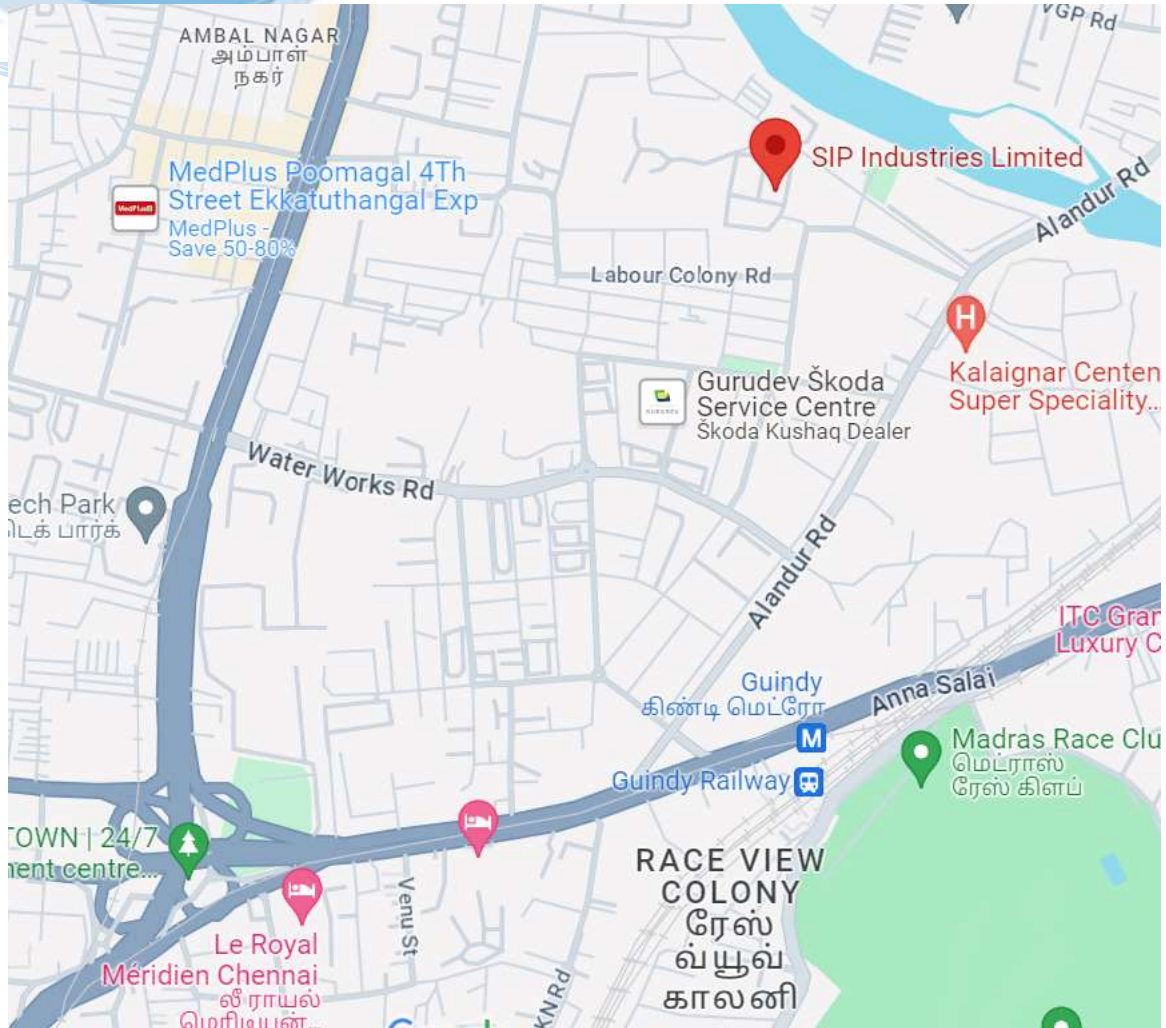 VGP Rd
AMBAL NAGAR
அம்பாள்
நகர்
SIP Industries Limited
MedPlus Poomagal 4Th
Street Ekkatuthangal Exp
MedPlus -
Save 50-80%
Alandur Rd
Labour Colony Rd
H
Kalaignar Centen
Super Speciality...
Gurudev Škoda
Service Centre
Škoda Kushaq Dealer
Water Works Rd
ech Park
டெக் பார்க்
Alandur Rd
ITC Gran
Luxury C
Anna Salai
Guindy
கிண்டி மெட்ரோ
M
Guindy Railway
Madras Race Clu
மெட்ராஸ்
ரேஸ் கிளப்
TOWN | 24/7
ment centre...
RACE VIEW
COLONY
ரேஸ்
வ்யூவ்
காலனி
Venu St
Le Royal
Méridien Chennai
லீ ராயல்
மெரிடியன்...
KN Rd